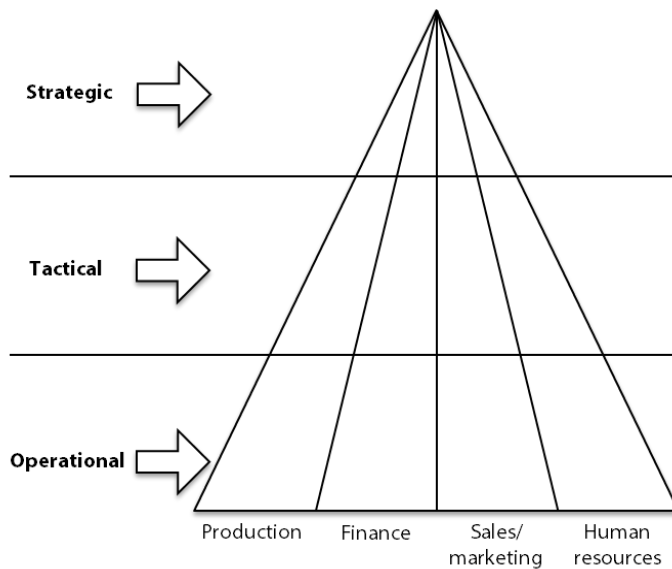 Strategic
Tactical
Operational
Production
Finance
Sales/
marketing
Human
resources